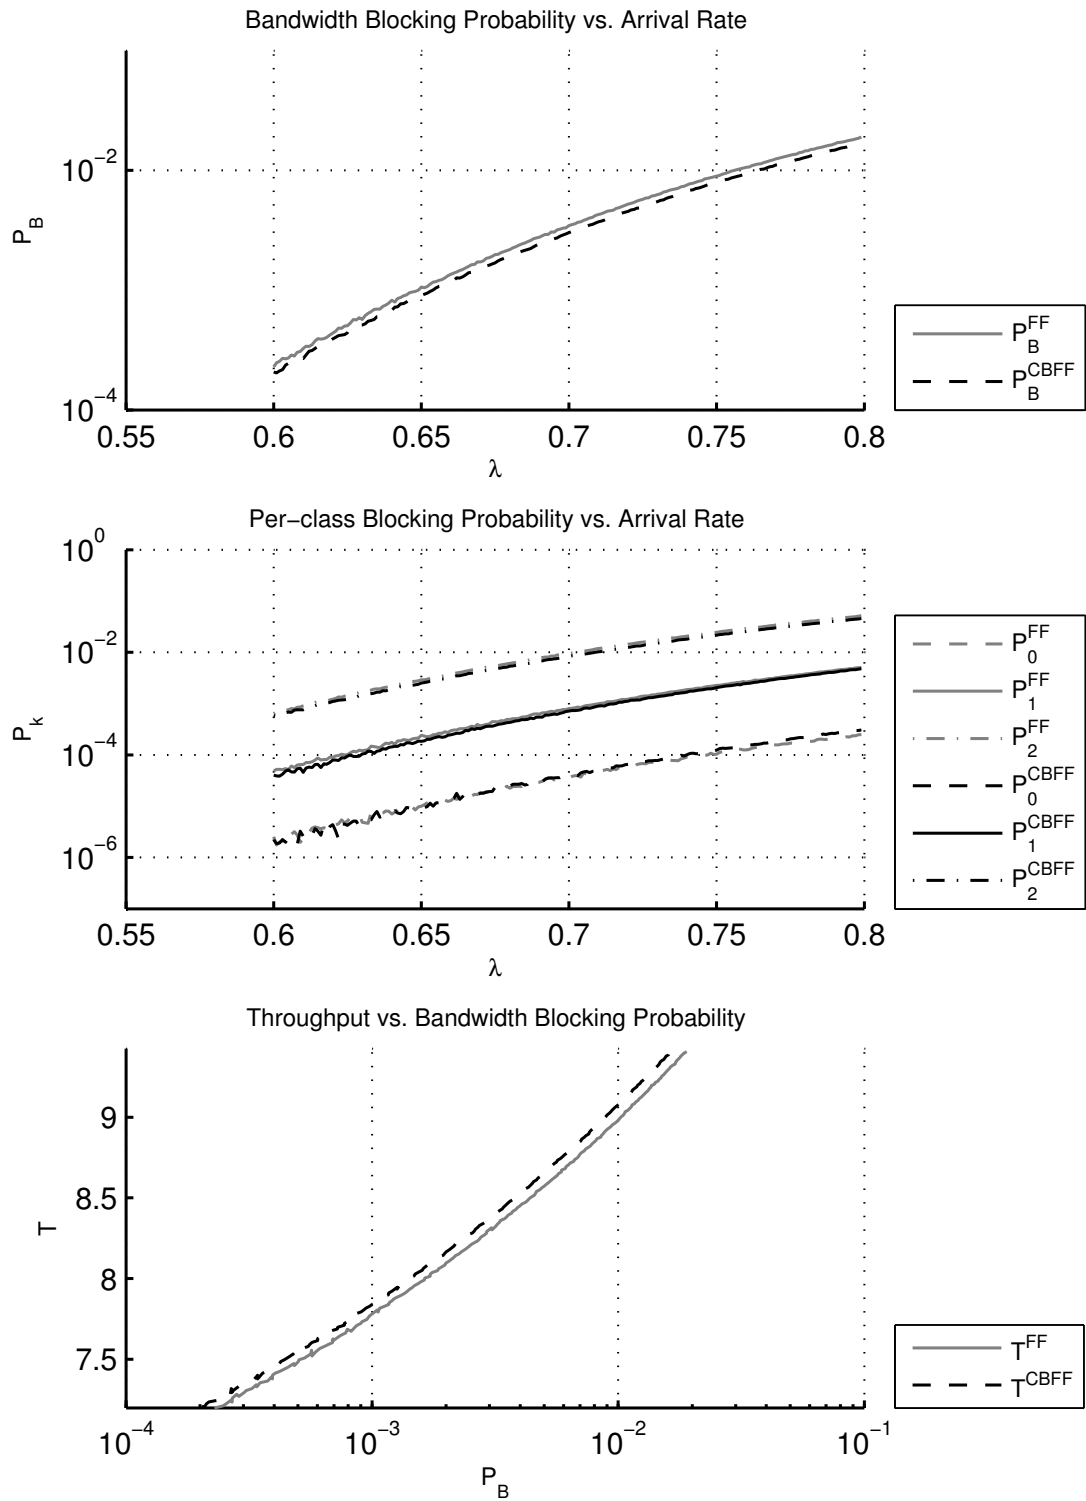 Bandwidth Blocking Probability vs. Arrival Rate
10^−2
10^−4
P_B
0.55 0.6 0.65 0.7 0.75 0.8
λ
P_B^FF
P_B^CBFF
Per−class Blocking Probability vs. Arrival Rate
10^0
10^−2
10^−4
10^−6
P_k
0.55 0.6 0.65 0.7 0.75 0.8
λ
P_0^FF
P_1^FF
P_2^FF
P_0^CBFF
P_1^CBFF
P_2^CBFF
Throughput vs. Bandwidth Blocking Probability
9
8.5
8
7.5
T
10^−4 10^−3 10^−2 10^−1
P_B
T^FF
T^CBFF